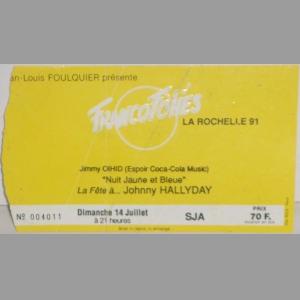 an-Louis FOULQUIER présente
FRANCOFOLIES
LA ROCHELLE 91
Jimmy OIHID (Espoir Coca-Cola Music)
"Nuit Jaune et Bleue"
La Fête à... Johnny HALLYDAY
Nº 004011
Dimanche 14 Juillet
à 21 heures
SJA
PRIX
70 F.